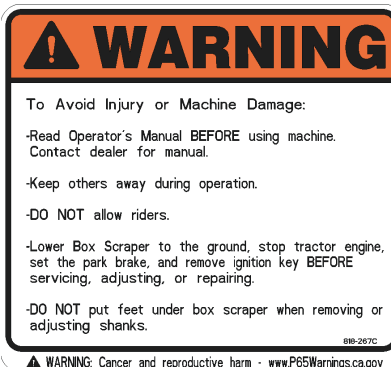 WARNING
To Avoid Injury or Machine Damage:
-Read Operator's Manual BEFORE using machine.
Contact dealer for manual.
-Keep others away during operation.
-DO NOT allow riders.
-Lower Box Scraper to the ground, stop tractor engine,
set the park brake, and remove ignition key BEFORE
servicing, adjusting, or repairing.
-DO NOT put feet under box scraper when removing or
adjusting shanks.
818-267C
WARNING: Cancer and reproductive harm - www.P65Warnings.ca.gov